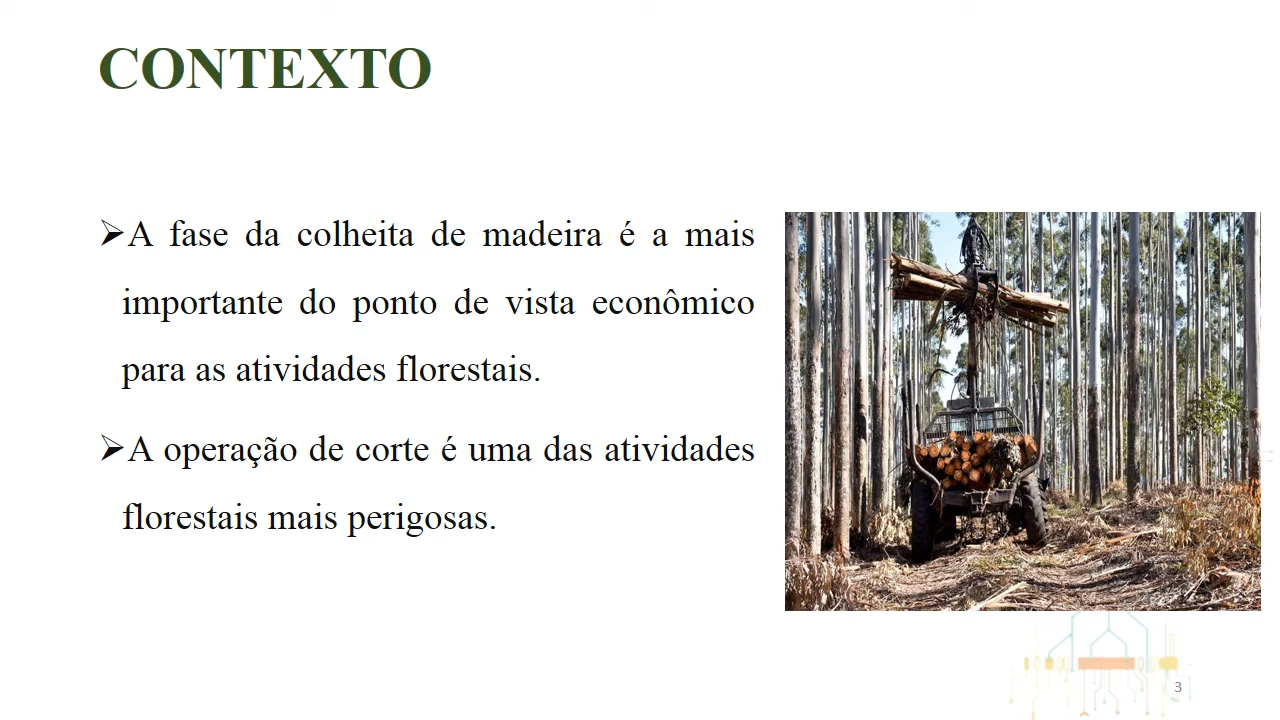 CONTEXTO
➢A fase da colheita de madeira é a mais
importante do ponto de vista econômico
para as atividades florestais.
➢A operação de corte é uma das atividades
florestais mais perigosas.
3